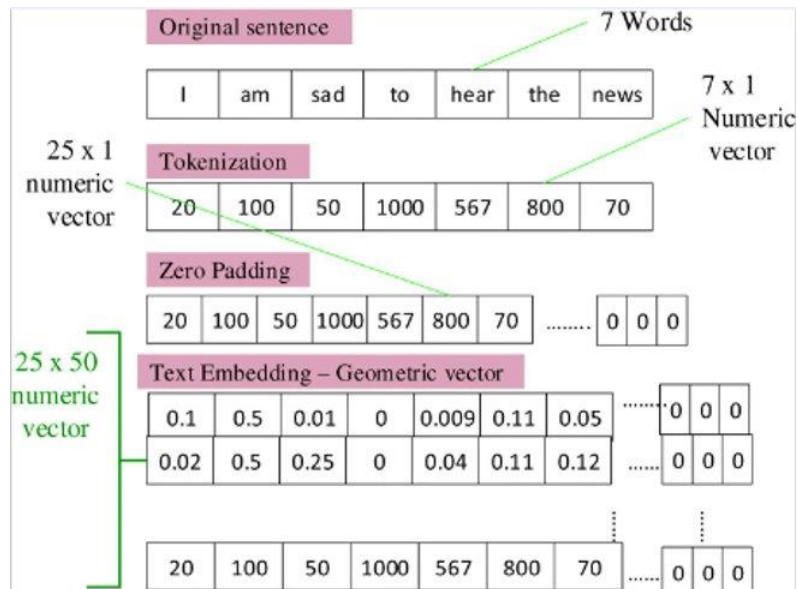 Original sentence
7 Words
I am sad to hear the news
7 x 1
Numeric
vector
25 x 1
numeric
vector
Tokenization
20 100 50 1000 567 800 70
Zero Padding
20 100 50 1000 567 800 70 ........ 0 0 0
25 x 50
numeric
vector
Text Embedding – Geometric vector
0.1 0.5 0.01 0 0.009 0.11 0.05 ........ 0 0 0
0.02 0.5 0.25 0 0.04 0.11 0.12 ...... 0 0 0
20 100 50 1000 567 800 70 ...... 0 0 0